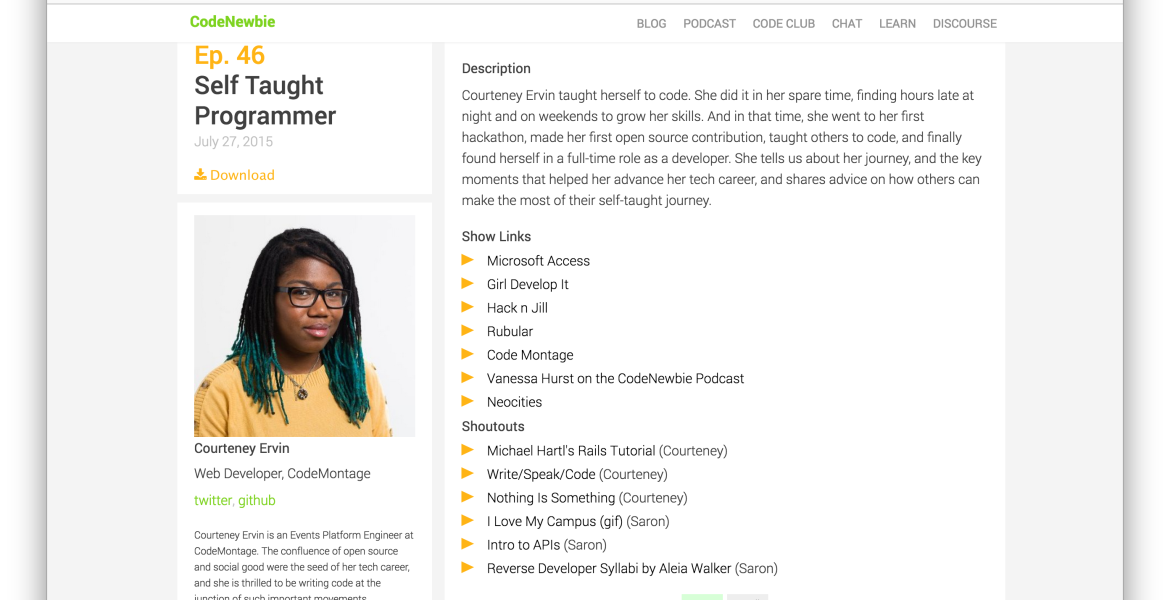 CodeNewbie
BLOG PODCAST CODE CLUB CHAT LEARN DISCOURSE
Ep. 46
Self Taught
Programmer
July 27, 2015
Download
Courteney Ervin
Web Developer, CodeMontage
twitter, github
Courteney Ervin is an Events Platform Engineer at
CodeMontage. The confluence of open source
and social good were the seed of her tech career,
and she is thrilled to be writing code at the
junction of such important movements.
Description
Courteney Ervin taught herself to code. She did it in her spare time, finding hours late at
night and on weekends to grow her skills. And in that time, she went to her first
hackathon, made her first open source contribution, taught others to code, and finally
found herself in a full-time role as a developer. She tells us about her journey, and the key
moments that helped her advance her tech career, and shares advice on how others can
make the most of their self-taught journey.
Show Links
Microsoft Access
Girl Develop It
Hack n Jill
Rubular
Code Montage
Vanessa Hurst on the CodeNewbie Podcast
Neocities
Shoutouts
Michael Hartl's Rails Tutorial (Courteney)
Write/Speak/Code (Courteney)
Nothing Is Something (Courteney)
I Love My Campus (gif) (Saron)
Intro to APIs (Saron)
Reverse Developer Syllabi by Aleia Walker (Saron)